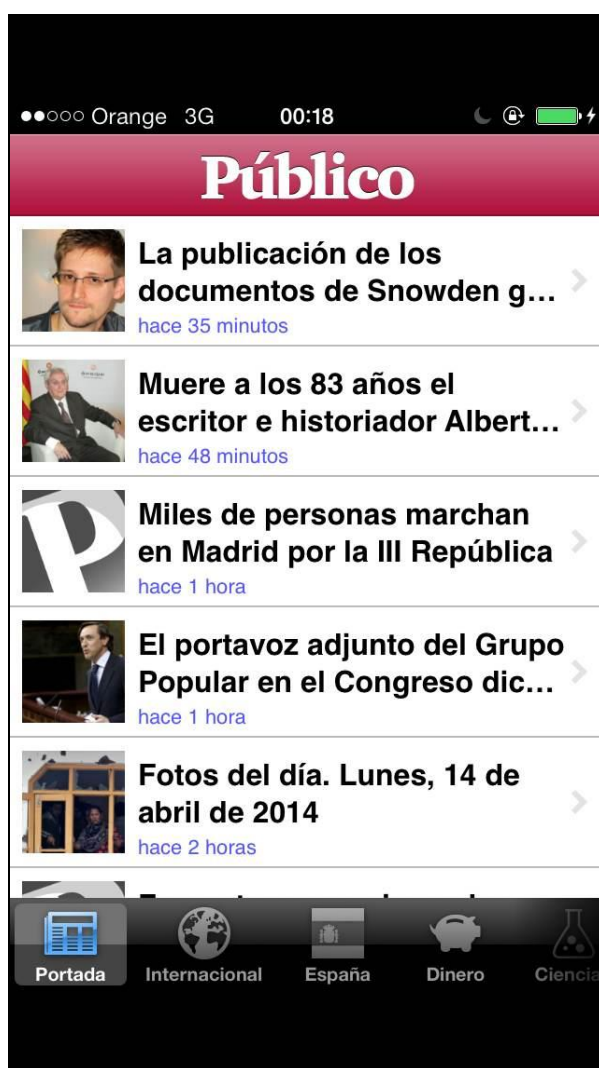 Orange 3G 00:18
Público
La publicación de los
documentos de Snowden g...
hace 35 minutos
Muere a los 83 años el
escritor e historiador Albert...
hace 48 minutos
Miles de personas marchan
en Madrid por la III República
hace 1 hora
El portavoz adjunto del Grupo
Popular en el Congreso dic...
hace 1 hora
Fotos del día. Lunes, 14 de
abril de 2014
hace 2 horas
Portada Internacional España Dinero Ciencia